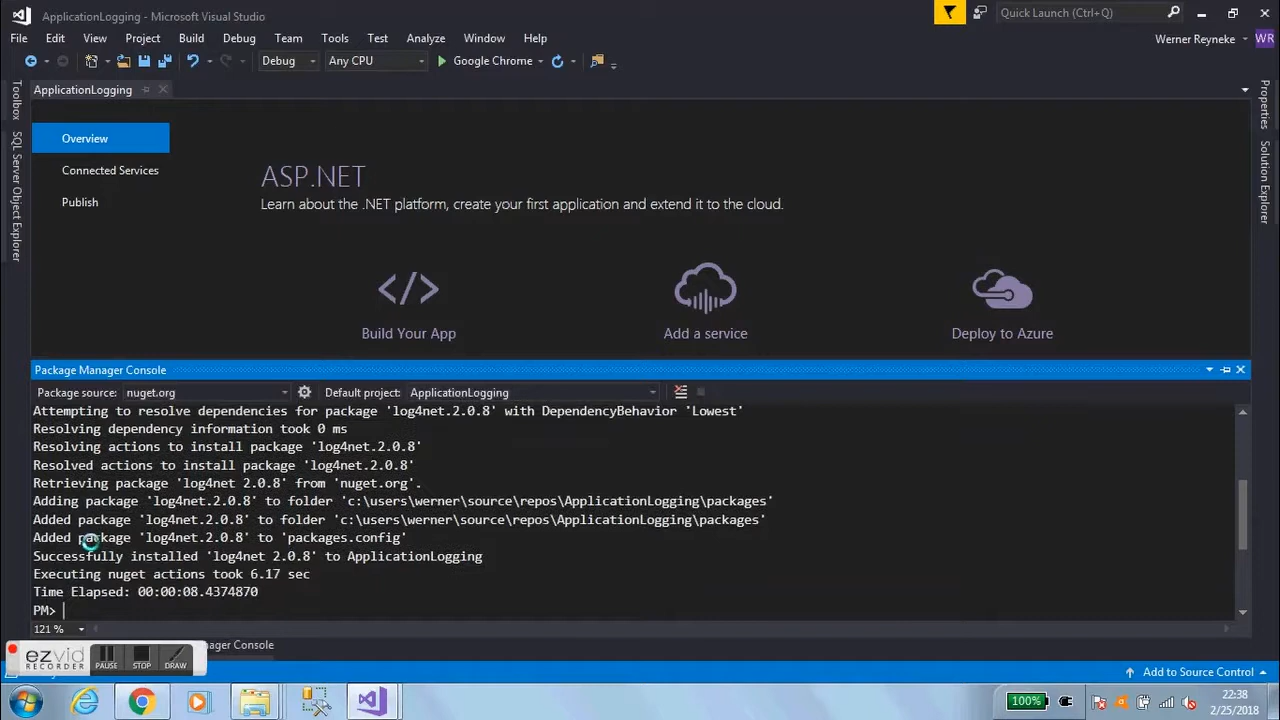 ApplicationLogging - Microsoft Visual Studio
Quick Launch (Ctrl+Q)
File Edit View Project Build Debug Team Tools Test Analyze Window Help
Werner Reyneke WR
Debug Any CPU Google Chrome
ApplicationLogging
Toolbox
SQL Server Object Explorer
Properties
Solution Explorer
Overview
Connected Services
Publish
ASP.NET
Learn about the .NET platform, create your first application and extend it to the cloud.
</>
Build Your App Add a service Deploy to Azure
Package Manager Console
Package source: nuget.org Default project: ApplicationLogging
Attempting to resolve dependencies for package 'log4net.2.0.8' with DependencyBehavior 'Lowest'
Resolving dependency information took 0 ms
Resolving actions to install package 'log4net.2.0.8'
Resolved actions to install package 'log4net.2.0.8'
Retrieving package 'log4net 2.0.8' from 'nuget.org'.
Adding package 'log4net.2.0.8' to folder 'c:\users\werner\source\repos\ApplicationLogging\packages'
Added package 'log4net.2.0.8' to folder 'c:\users\werner\source\repos\ApplicationLogging\packages'
Added package 'log4net.2.0.8' to 'packages.config'
Successfully installed 'log4net 2.0.8' to ApplicationLogging
Executing nuget actions took 6.17 sec
Time Elapsed: 00:00:08.4374870
PM>
121 %
ezvid
RECORDER
PAUSE STOP DRAW
nager Console
Add to Source Control
100%
22:38
2/25/2018